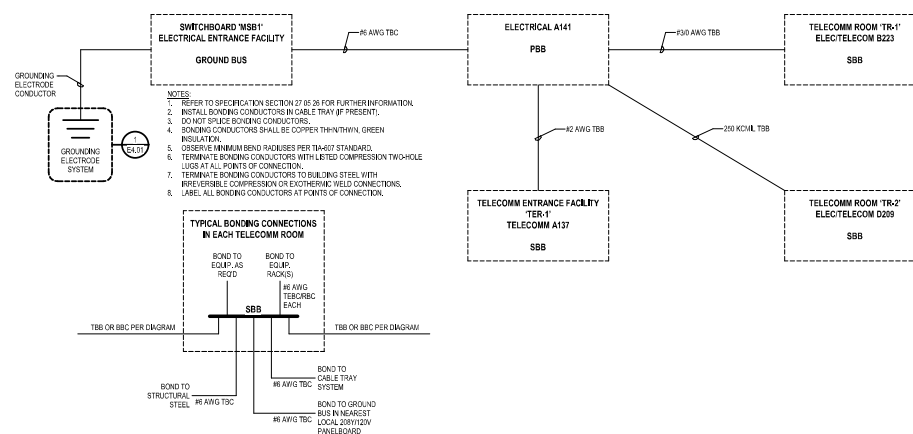 SWITCHBOARD 'MSB1'
ELECTRICAL ENTRANCE FACILITY
GROUND BUS
#6 AWG TBC
ELECTRICAL A141
PBB
#3/0 AWG TBB
TELECOMM ROOM 'TR-1'
ELEC/TELECOM B223
SBB
GROUNDING
ELECTRODE
CONDUCTOR
GROUNDING
ELECTRODE
SYSTEM
1
E4.01
NOTES:
1. REFER TO SPECIFICATION SECTION 27 05 26 FOR FURTHER INFORMATION.
2. INSTALL BONDING CONDUCTORS IN CABLE TRAY (IF PRESENT).
3. DO NOT SPLICE BONDING CONDUCTORS.
4. BONDING CONDUCTORS SHALL BE COPPER THHN/THWN, GREEN
INSULATION.
5. OBSERVE MINIMUM BEND RADIUSES PER TIA-607 STANDARD.
6. TERMINATE BONDING CONDUCTORS WITH LISTED COMPRESSION TWO-HOLE
LUGS AT ALL POINTS OF CONNECTION.
7. TERMINATE BONDING CONDUCTORS TO BUILDING STEEL WITH
IRREVERSIBLE COMPRESSION OR EXOTHERMIC WELD CONNECTIONS.
8. LABEL ALL BONDING CONDUCTORS AT POINTS OF CONNECTION.
#2 AWG TBB
250 KCMIL TBB
TELECOMM ENTRANCE FACILITY
'TER-1'
TELECOMM A137
SBB
TELECOMM ROOM 'TR-2'
ELEC/TELECOM D209
SBB
TYPICAL BONDING CONNECTIONS
IN EACH TELECOMM ROOM
BOND TO
EQUIP. AS
REQ'D
BOND TO
EQUIP.
RACK(S)
#6 AWG
TEBC/RBC
EACH
SBB
TBB OR BBC PER DIAGRAM
TBB OR BBC PER DIAGRAM
BOND TO
STRUCTURAL
STEEL
#6 AWG TBC
#6 AWG TBC
BOND TO
CABLE TRAY
SYSTEM
#6 AWG TBC
BOND TO GROUND
BUS IN NEAREST
LOCAL 208Y/120V
PANELBOARD